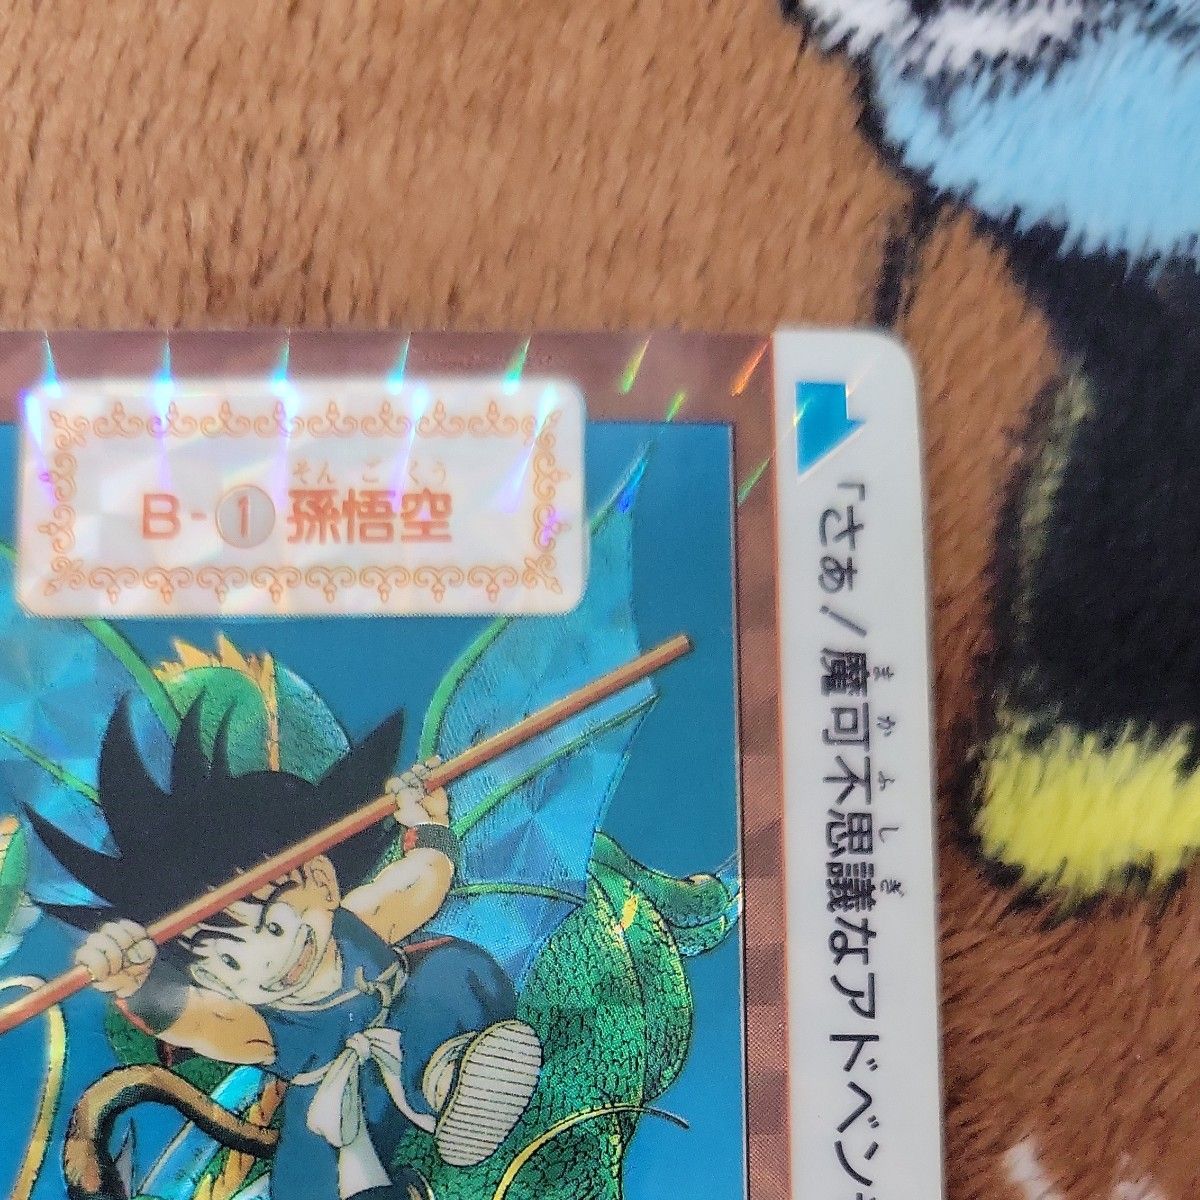 そんごくう
B-①孫悟空
「さあ！魔可不思議なアドベン
まかふしぎ